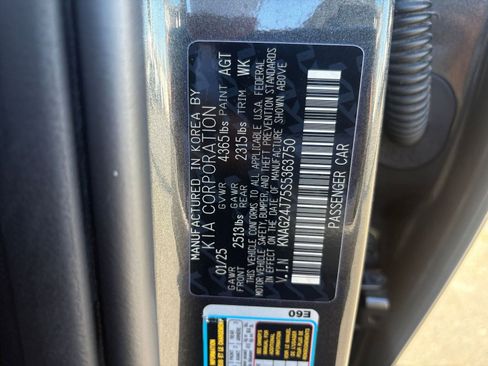 MANUFACTURED IN KOREA BY
KIA CORPORATION
01/25 GVWR 4365lbs PAINT AGT
GAWR FRONT 2513lbs GAWR REAR 2315lbs TRIM WK
THIS VEHICLE CONFORMS TO ALL APPLICABLE U.S.A. FEDERAL
MOTOR VEHICLE SAFETY, BUMPER AND THEFT PREVENTION STANDARDS
IN EFFECT ON THE DATE OF MANUFACTURE SHOWN ABOVE
V.I.N KNAG24J75S5363750
PASSENGER CAR
E60